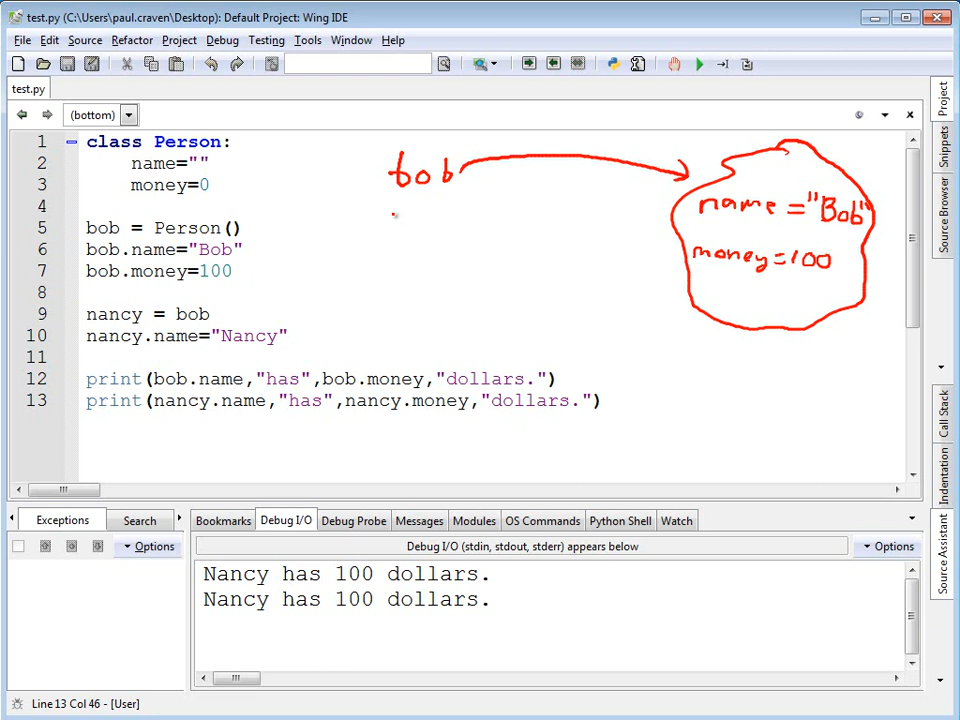 test.py (C:\Users\paul.craven\Desktop): Default Project: Wing IDE
File Edit Source Refactor Project Debug Testing Tools Window Help
test.py
(bottom)
1 class Person:
2 name=""
3 money=0
4
5 bob = Person()
6 bob.name="Bob"
7 bob.money=100
8
9 nancy = bob
10 nancy.name="Nancy"
11
12 print(bob.name,"has",bob.money,"dollars.")
13 print(nancy.name,"has",nancy.money,"dollars.")
bob
name="Bob"
money=100
Project
Snippets
Source Browser
Call Stack
Indentation
Source Assistant
Exceptions Search
Options
Bookmarks Debug I/O Debug Probe Messages Modules OS Commands Python Shell Watch
Debug I/O (stdin, stdout, stderr) appears below
Options
Nancy has 100 dollars.
Nancy has 100 dollars.
Line 13 Col 46 - [User]